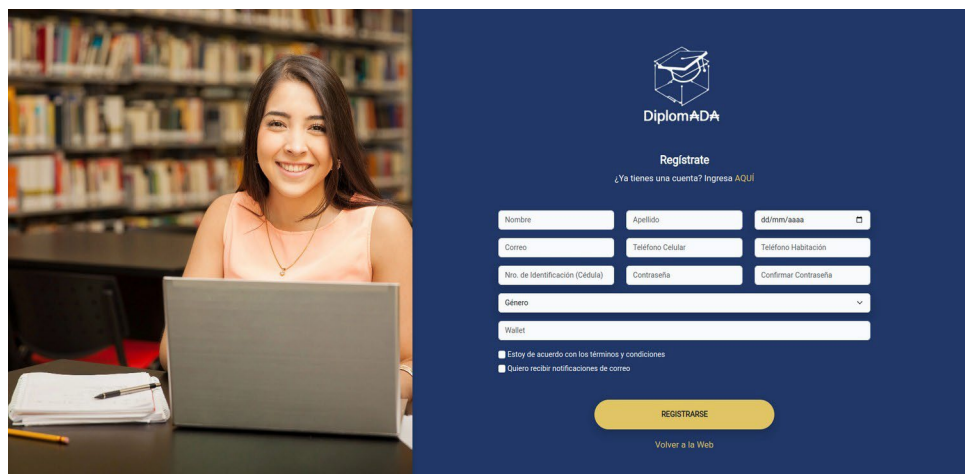 Diplom₳D₳
Regístrate
¿Ya tienes una cuenta? Ingresa AQUÍ
Nombre Apellido dd/mm/aaaa
Correo Teléfono Celular Teléfono Habitación
Nro. de Identificación (Cédula) Contraseña Confirmar Contraseña
Género
Wallet
Estoy de acuerdo con los términos y condiciones
Quiero recibir notificaciones de correo
REGISTRARSE
Volver a la Web